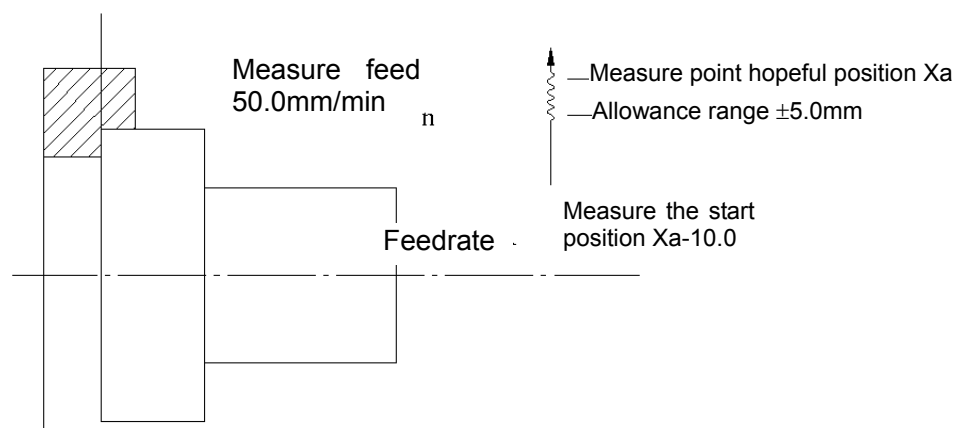 Measure feed
50.0mm/min
n
Measure point hopeful position Xa
Allowance range ±5.0mm
Measure the start
position Xa-10.0
Feedrate